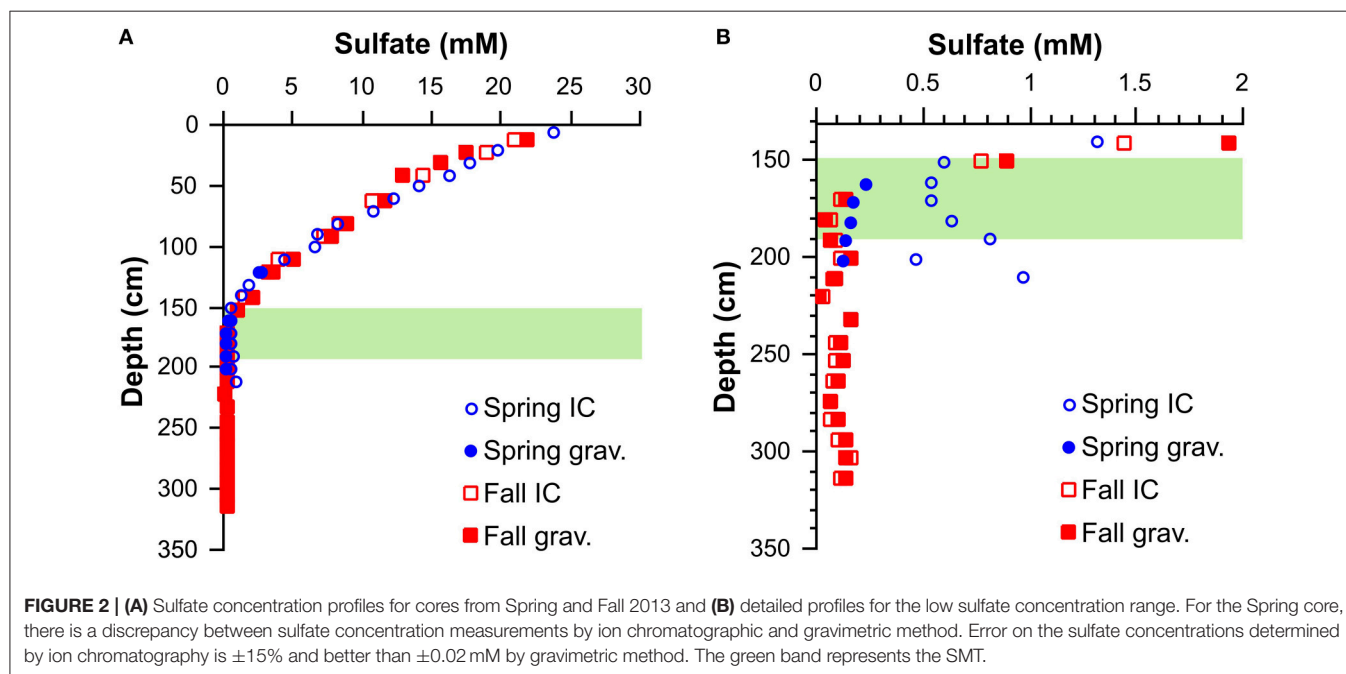 A
Sulfate (mM)
0 5 10 15 20 25 30
0
50
100
150
200
250
300
350
Depth (cm)
Spring IC
Spring grav.
Fall IC
Fall grav.
B
Sulfate (mM)
0 0.5 1 1.5 2
150
200
250
300
350
Depth (cm)
Spring IC
Spring grav.
Fall IC
Fall grav.
FIGURE 2 | (A) Sulfate concentration profiles for cores from Spring and Fall 2013 and (B) detailed profiles for the low sulfate concentration range. For the Spring core,
there is a discrepancy between sulfate concentration measurements by ion chromatographic and gravimetric method. Error on the sulfate concentrations determined
by ion chromatography is ±15% and better than ±0.02 mM by gravimetric method. The green band represents the SMT.